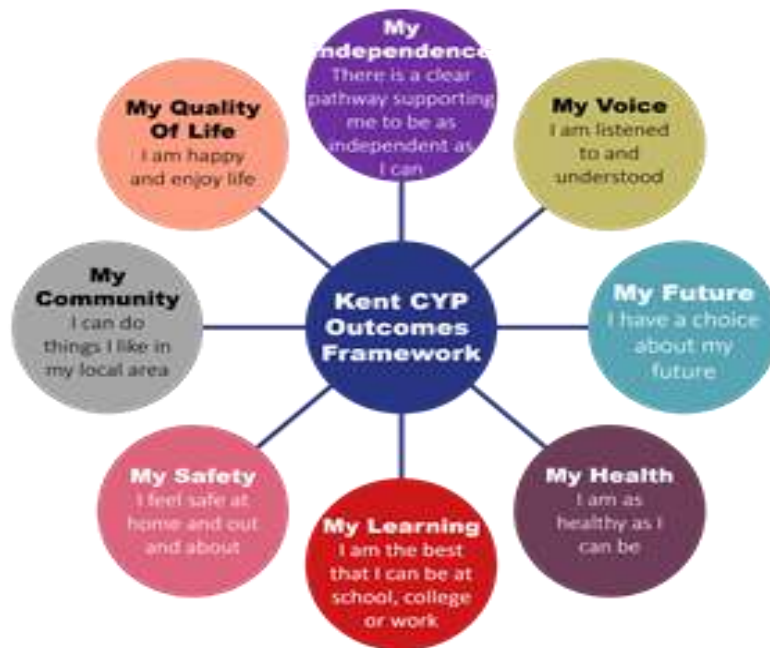 My
Independence
There is a clear
pathway supporting
me to be as
independent as
I can
My Voice
I am listened
to and
understood
My Future
I have a choice
about my
future
My Health
I am as
healthy as I
can be
My Learning
I am the best
that I can be at
school, college
or work
My Safety
I feel safe at
home and out
and about
My
Community
I can do
things I like in
my local area
My Quality
Of Life
I am happy
and enjoy life
Kent CYP
Outcomes
Framework